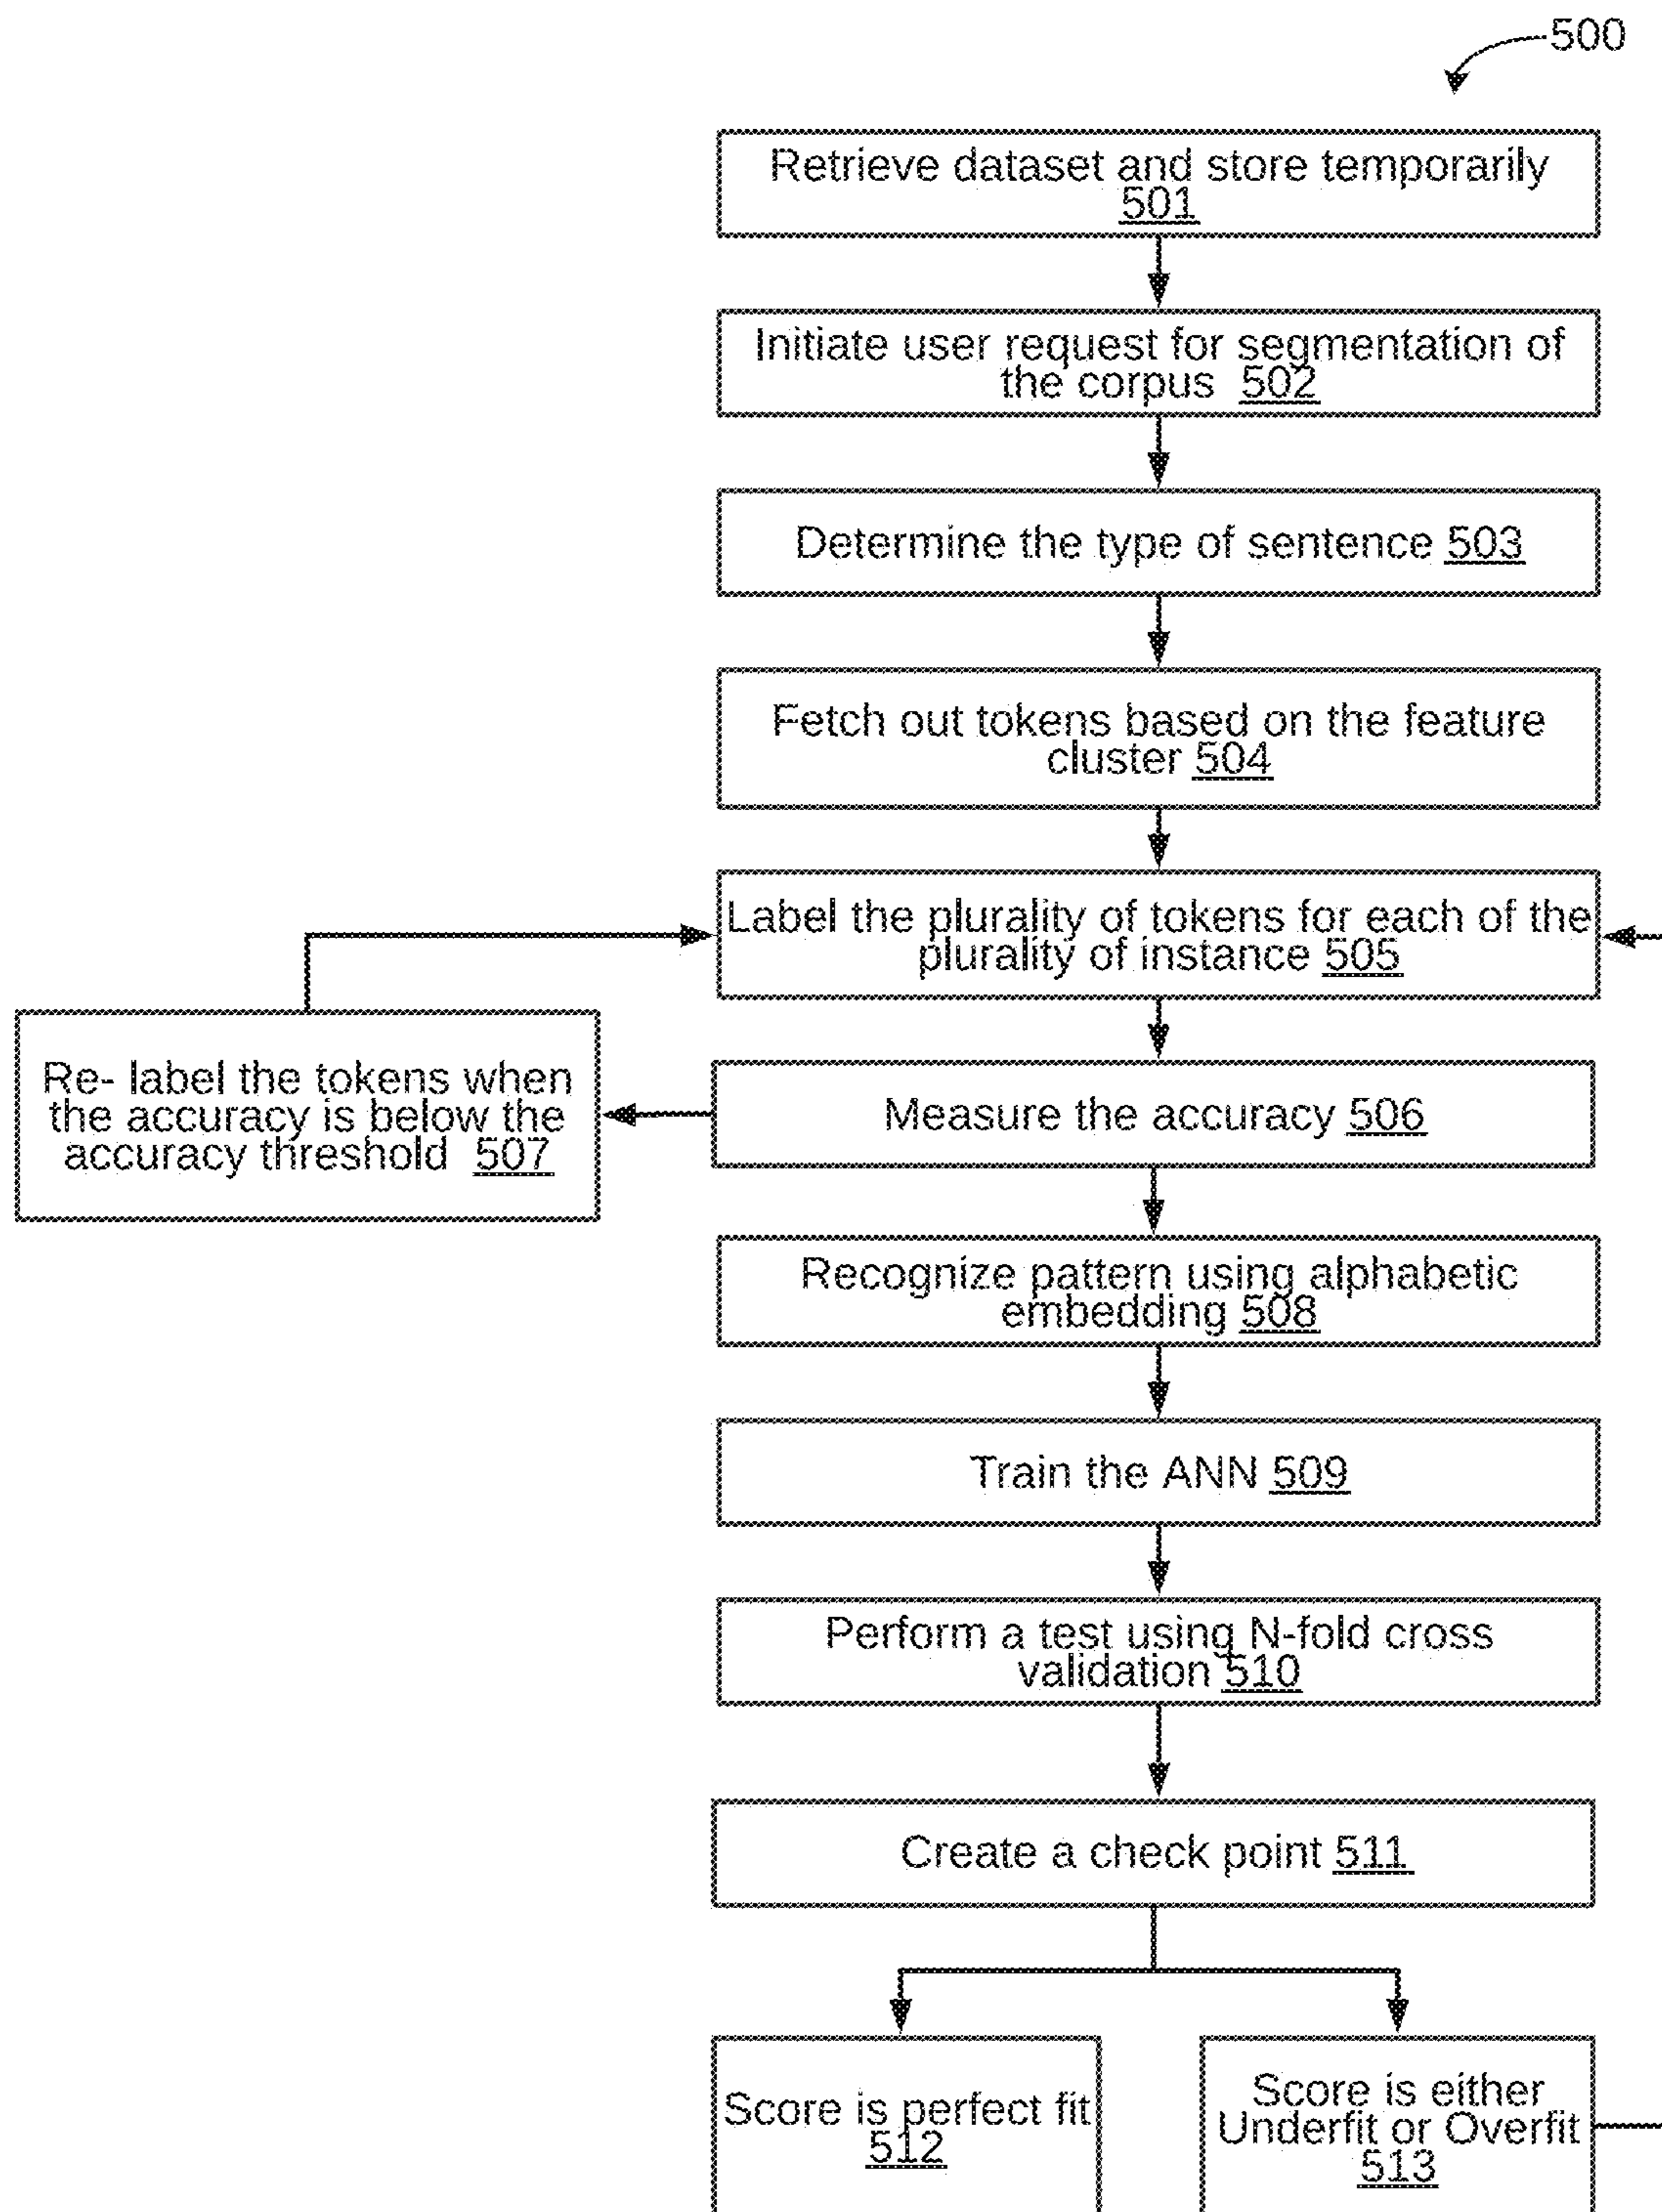 500
Retrieve dataset and store temporarily
501
Initiate user request for segmentation of
the corpus 502
Determine the type of sentence 503
Fetch out tokens based on the feature
cluster 504
Label the plurality of tokens for each of the
plurality of instance 505
Re- label the tokens when
the accuracy is below the
accuracy threshold 507
Measure the accuracy 506
Recognize pattern using alphabetic
embedding 508
Train the ANN 509
Perform a test using N-fold cross
validation 510
Create a check point 511
Score is perfect fit
512
Score is either
Underfit or Overfit
513